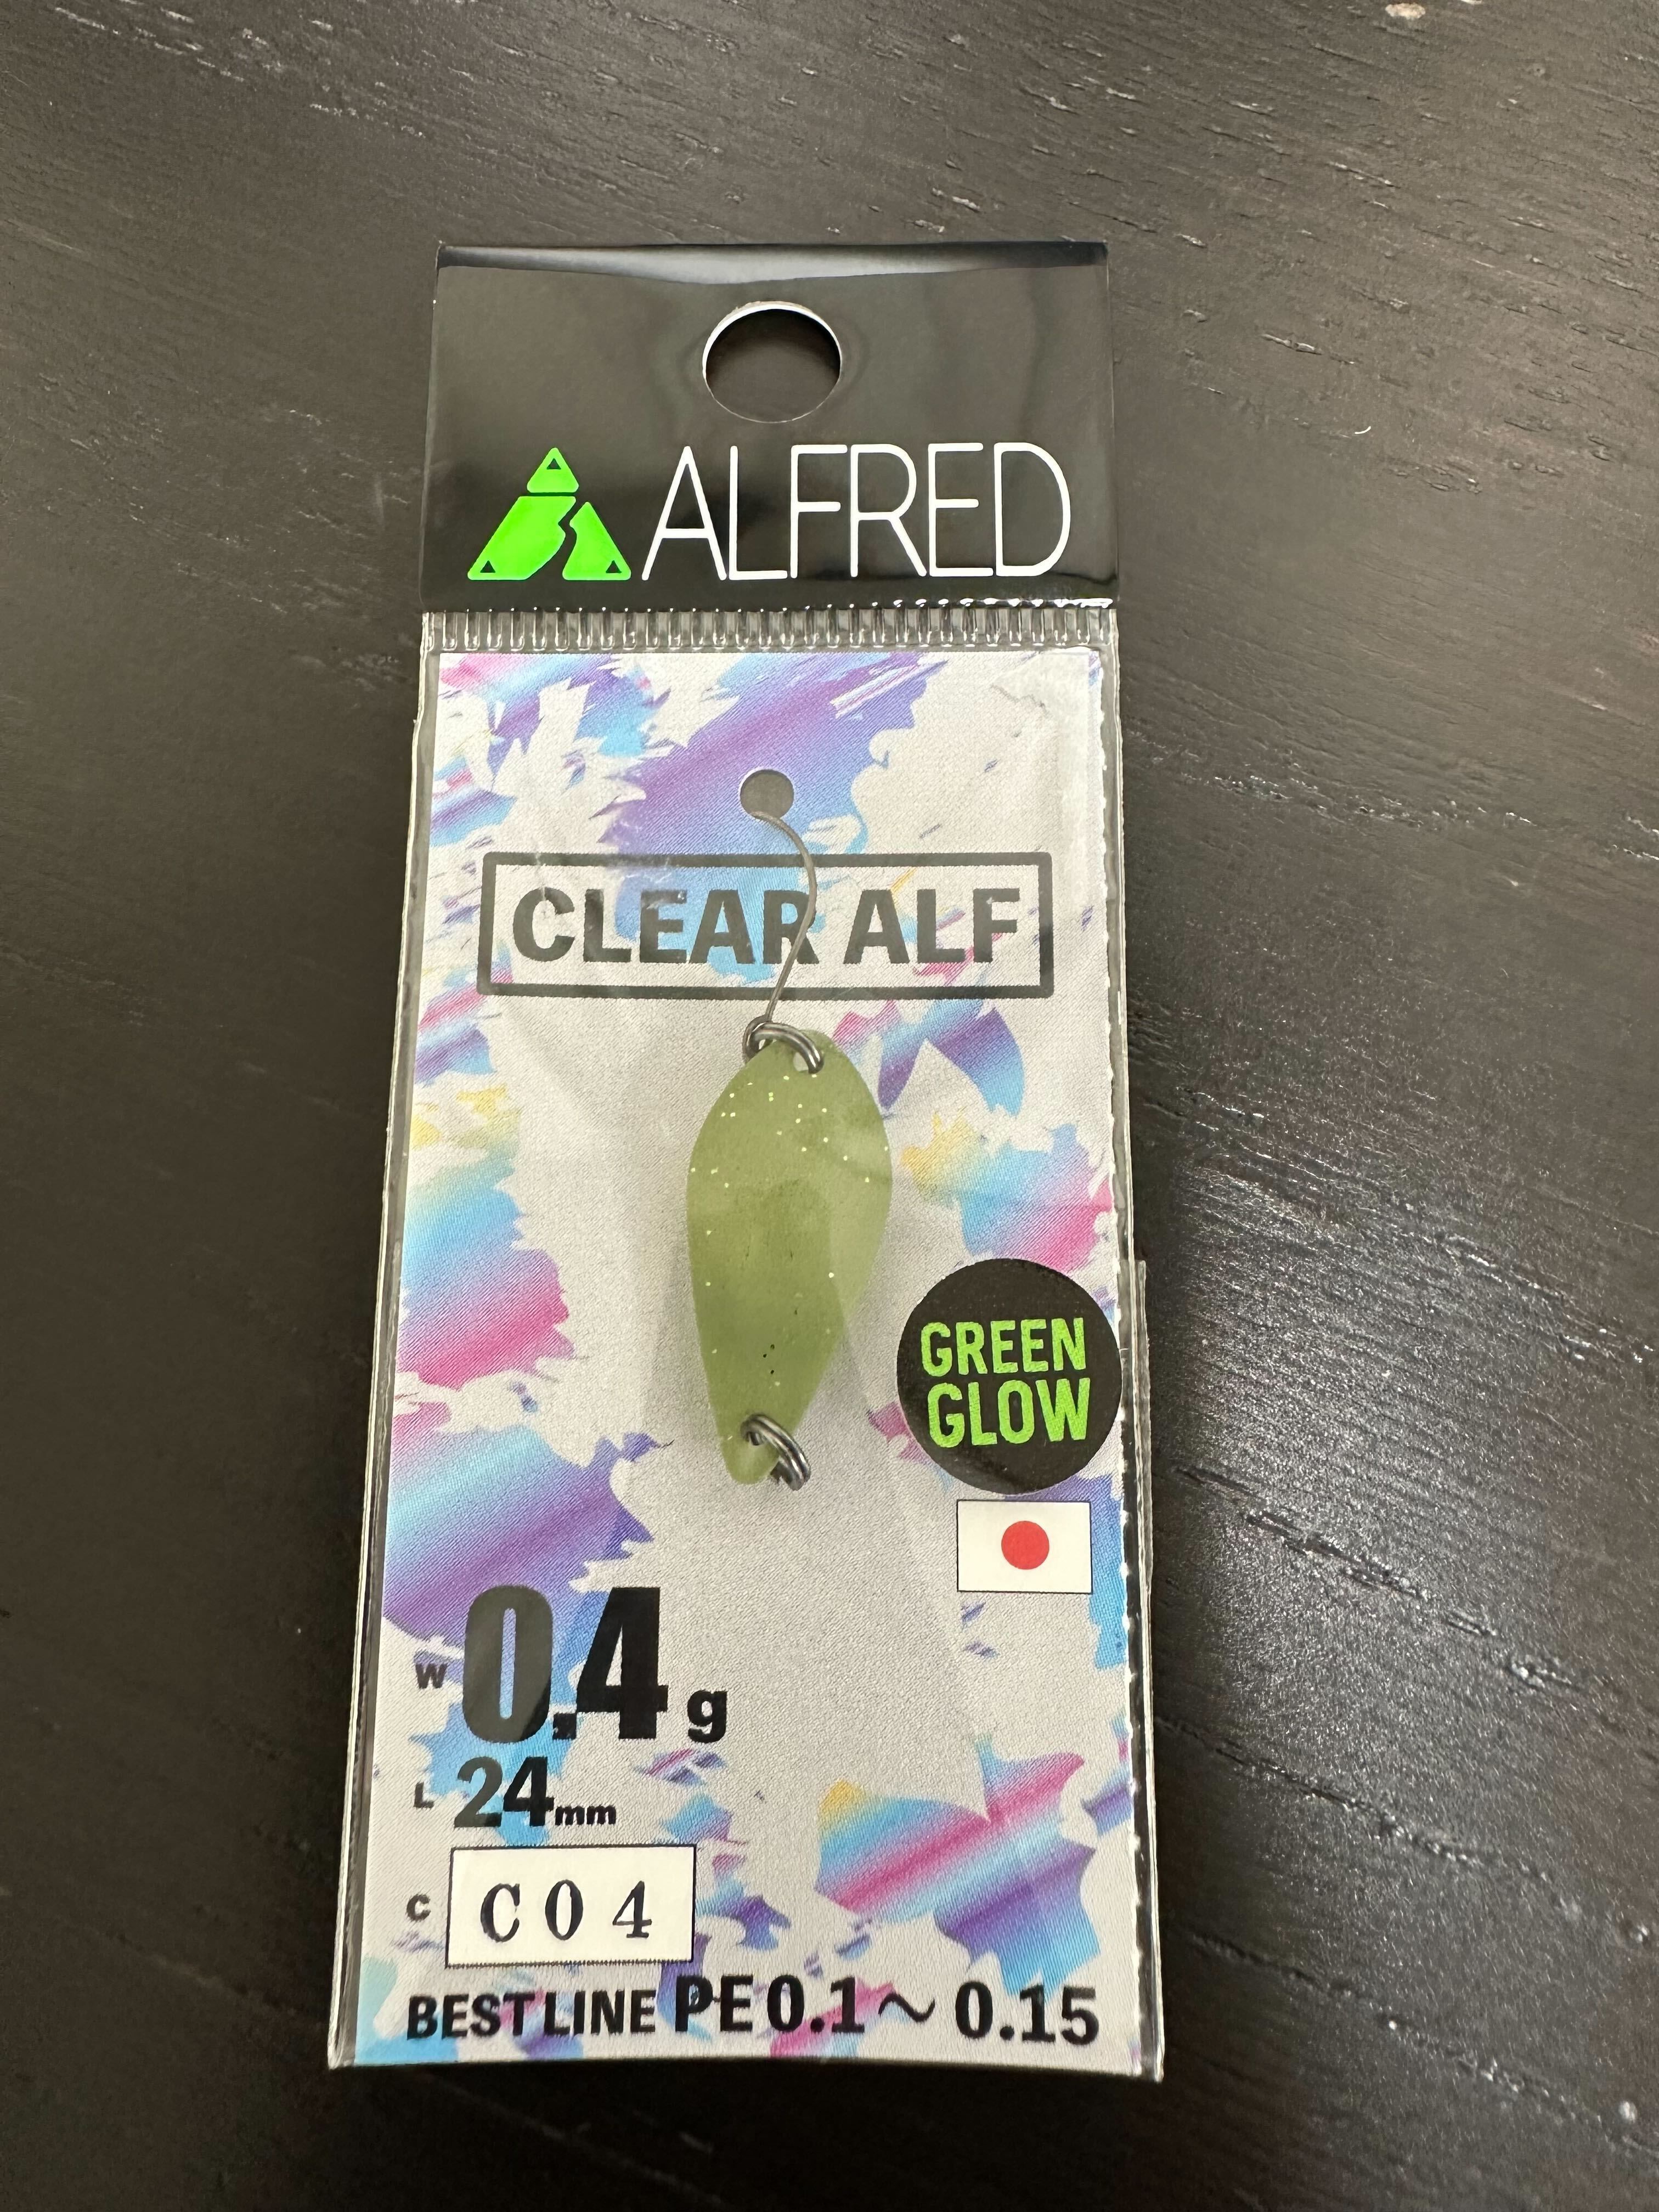 ALFRED
CLEAR ALF
GREEN
GLOW
W 0.4 g
L 24mm
C C04
BEST LINE PE 0.1～0.15